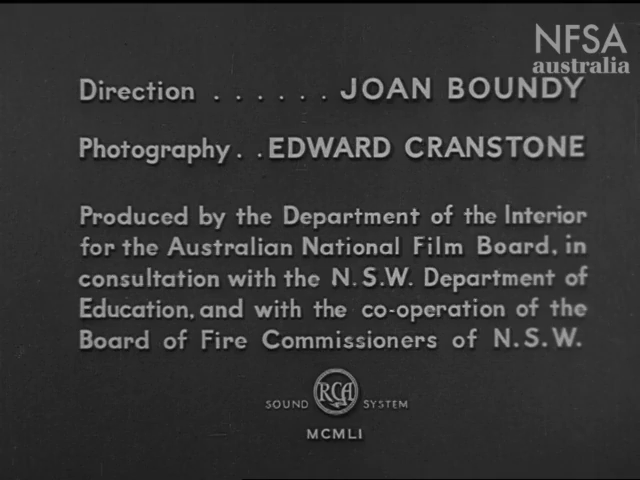 NFSA
australia
Direction . . . . . . JOAN BOUNDY
Photography . . EDWARD CRANSTONE
Produced by the Department of the Interior
for the Australian National Film Board, in
consultation with the N.S.W. Department of
Education, and with the co-operation of the
Board of Fire Commissioners of N.S.W.
SOUND RCA SYSTEM
MCMLI